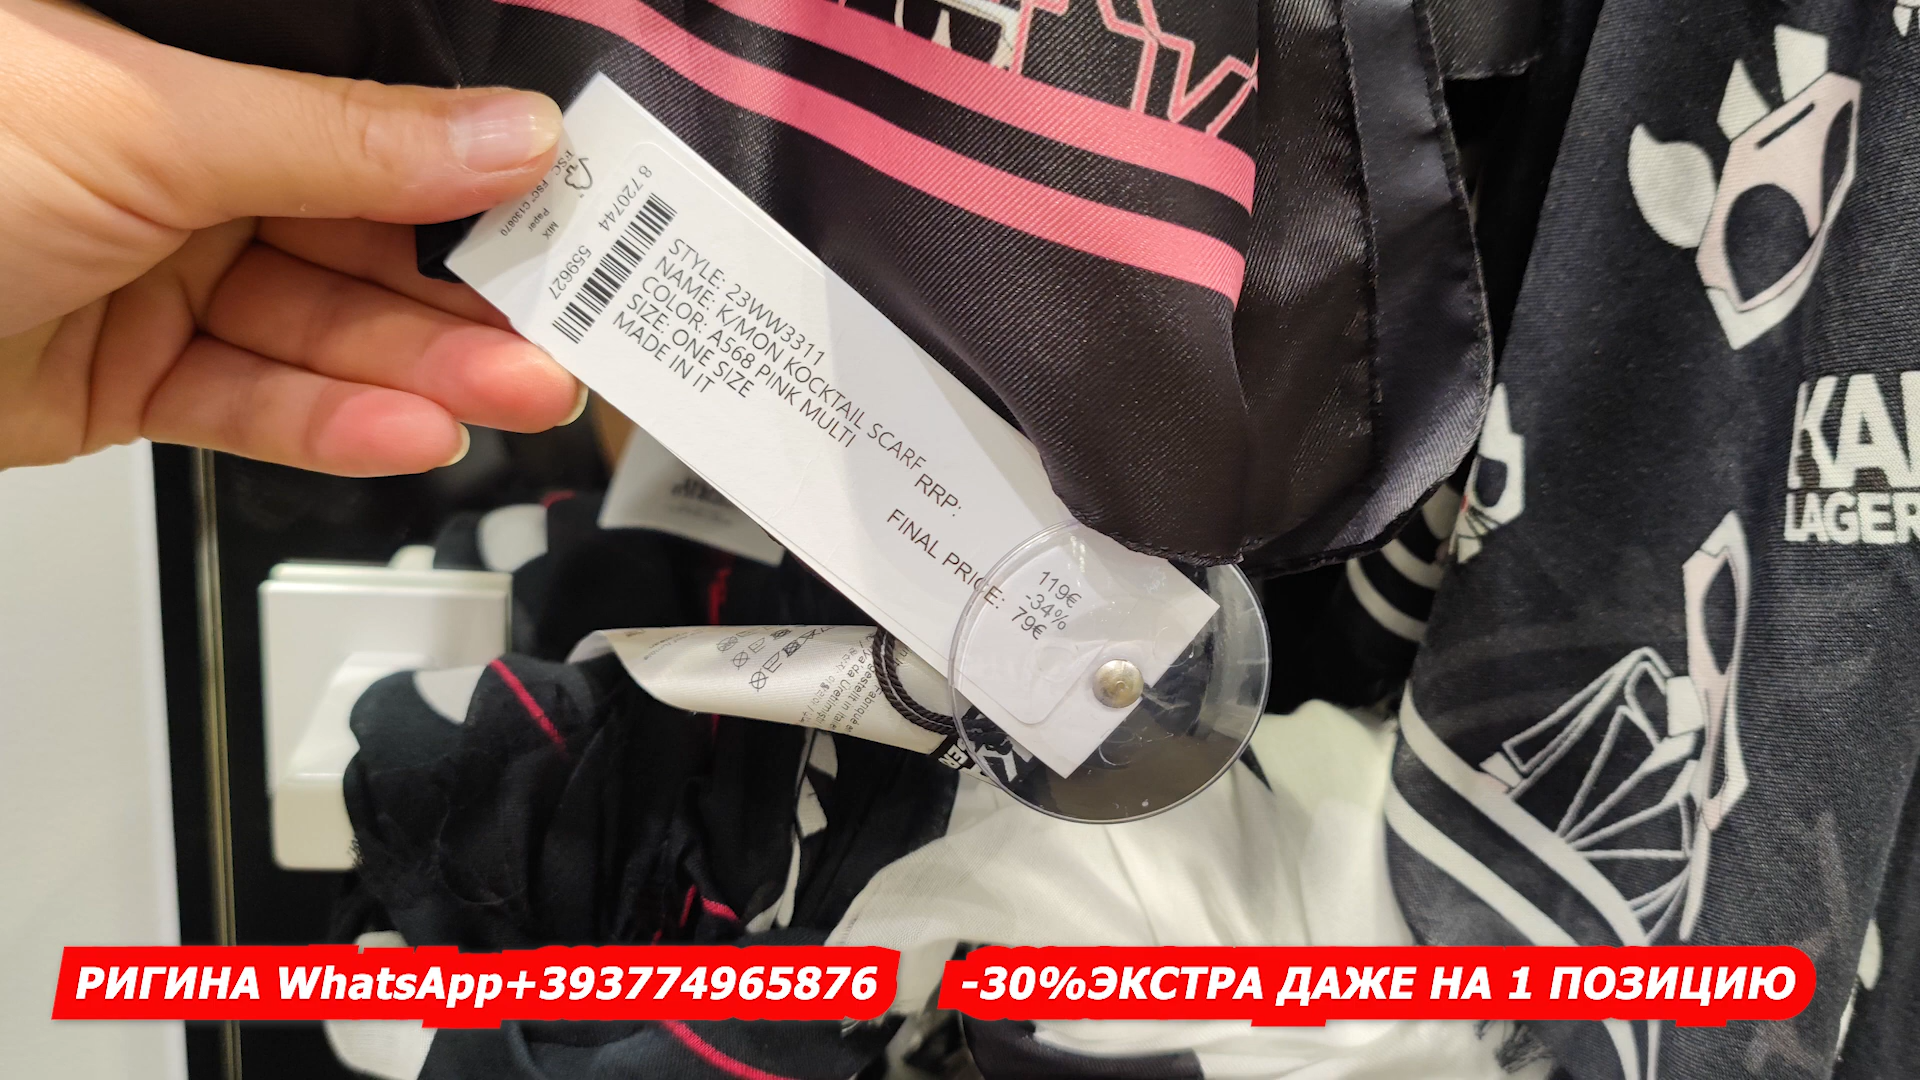 FSC
FSC® C130670
MIX
Paper
8 720744 559627
STYLE: 23WW3311
NAME: K/MON KOCKTAIL SCARF
COLOR: A568 PINK MULTI
SIZE: ONE SIZE
MADE IN IT
RRP:
119€
-34%
FINAL PRICE: 79€
KA
LAGER
РИГИНА WhatsApp+393774965876
-30%ЭКСТРА ДАЖЕ НА 1 ПОЗИЦИЮ